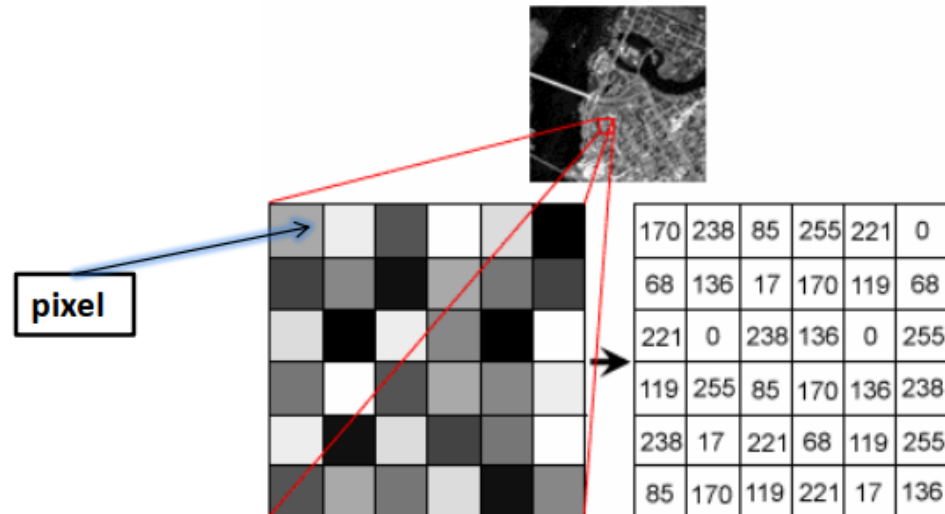 pixel
170 238 85 255 221 0
68 136 17 170 119 68
221 0 238 136 0 255
119 255 85 170 136 238
238 17 221 68 119 255
85 170 119 221 17 136